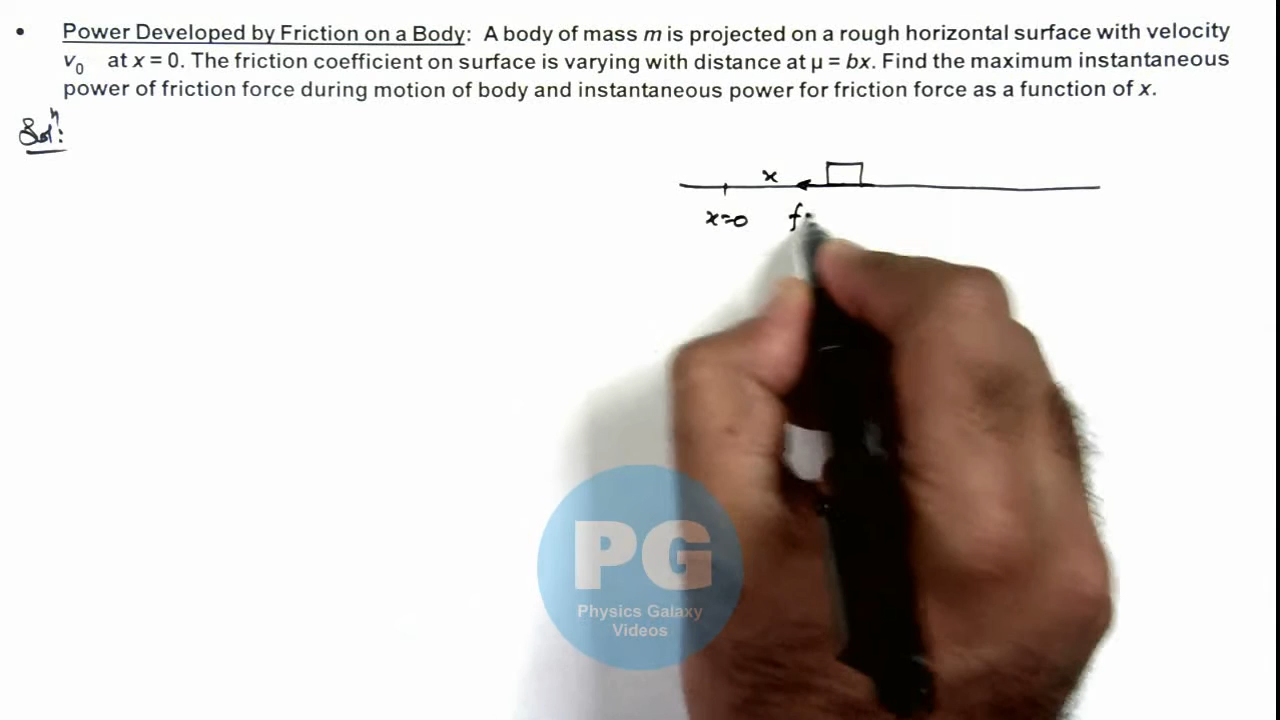 • Power Developed by Friction on a Body: A body of mass m is projected on a rough horizontal surface with velocity
v₀ at x = 0. The friction coefficient on surface is varying with distance at µ = bx. Find the maximum instantaneous
power of friction force during motion of body and instantaneous power for friction force as a function of x.
Solⁿ:
x
x=0 f
PG
Physics Galaxy
Videos